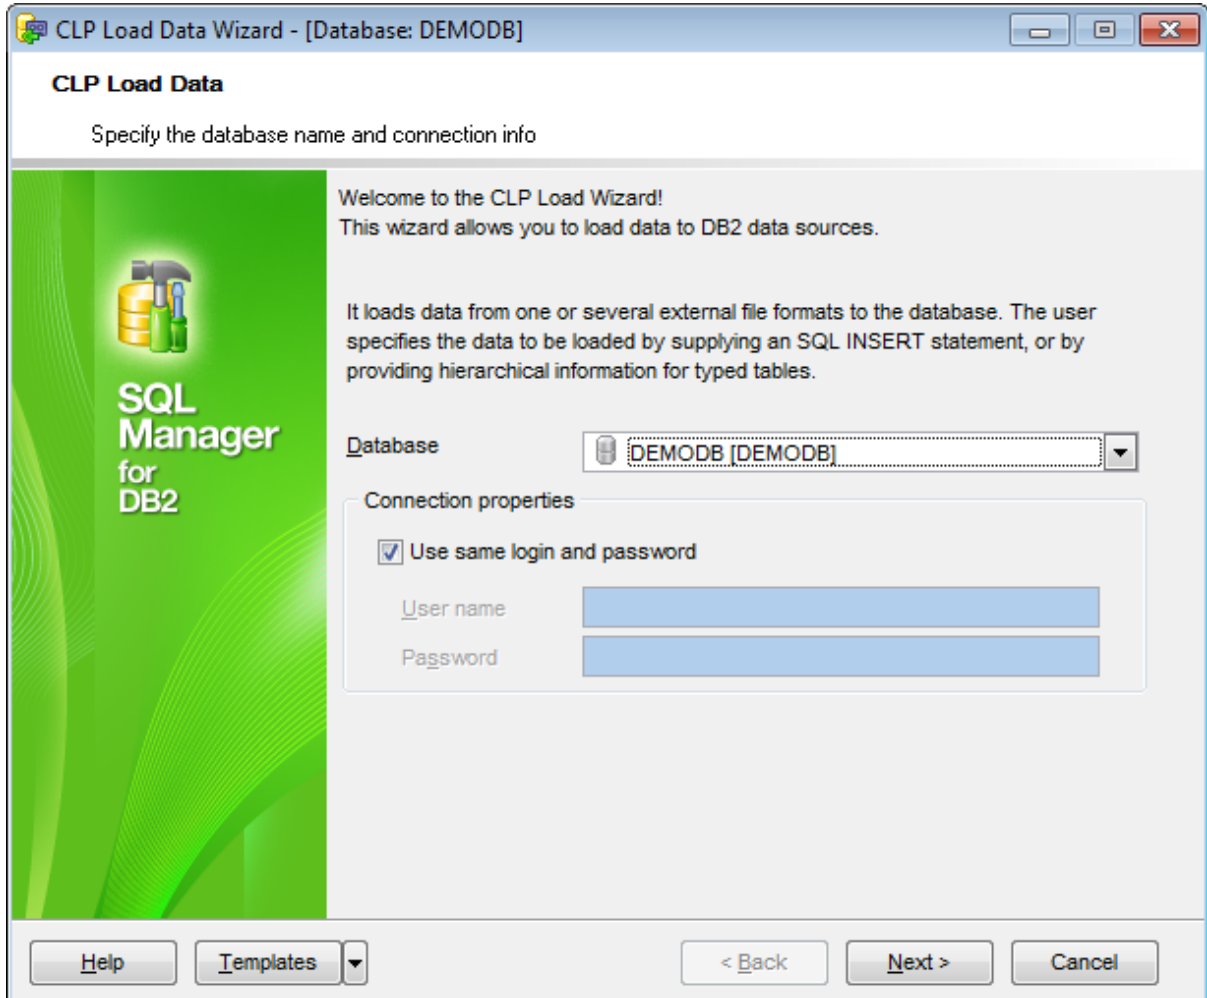 CLP Load Data Wizard - [Database: DEMODB]
CLP Load Data
Specify the database name and connection info
Welcome to the CLP Load Wizard!
This wizard allows you to load data to DB2 data sources.
It loads data from one or several external file formats to the database. The user
specifies the data to be loaded by supplying an SQL INSERT statement, or by
providing hierarchical information for typed tables.
SQL
Manager
for
DB2
Database
DEMODB [DEMODB]
Connection properties
Use same login and password
User name
Password
Help
Templates
< Back
Next >
Cancel